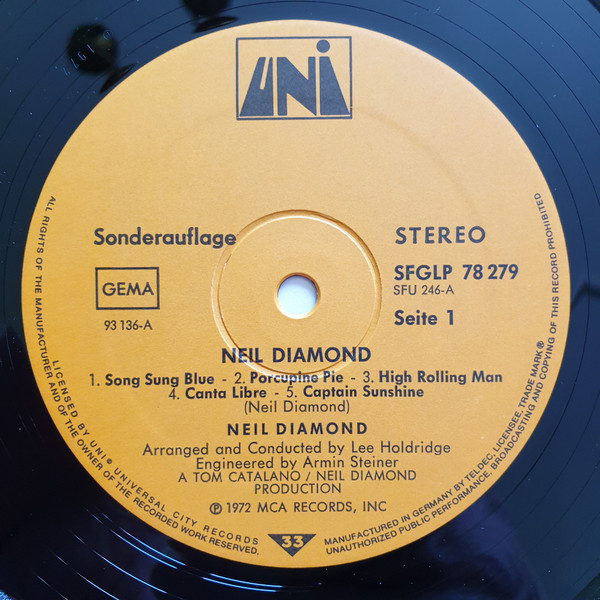 UNI
Sonderauflage
STEREO
GEMA
SFGLP 78 279
SFU 246-A
93 136-A
Seite 1
NEIL DIAMOND
1. Song Sung Blue - 2. Porcupine Pie - 3. High Rolling Man
4. Canta Libre - 5. Captain Sunshine
(Neil Diamond)
NEIL DIAMOND
Arranged and Conducted by Lee Holdridge
Engineered by Armin Steiner
A TOM CATALANO / NEIL DIAMOND
PRODUCTION
℗ 1972 MCA RECORDS, INC
33
ALL RIGHTS OF THE MANUFACTURER AND OF THE OWNER OF THE RECORDED WORK RESERVED.
LICENSED BY UNI® UNIVERSAL CITY RECORDS
MANUFACTURED IN GERMANY BY TELDEC, LICENSEE, TRADE MARK®
UNAUTHORIZED PUBLIC PERFORMANCE, BROADCASTING AND COPYING OF THIS RECORD PROHIBITED